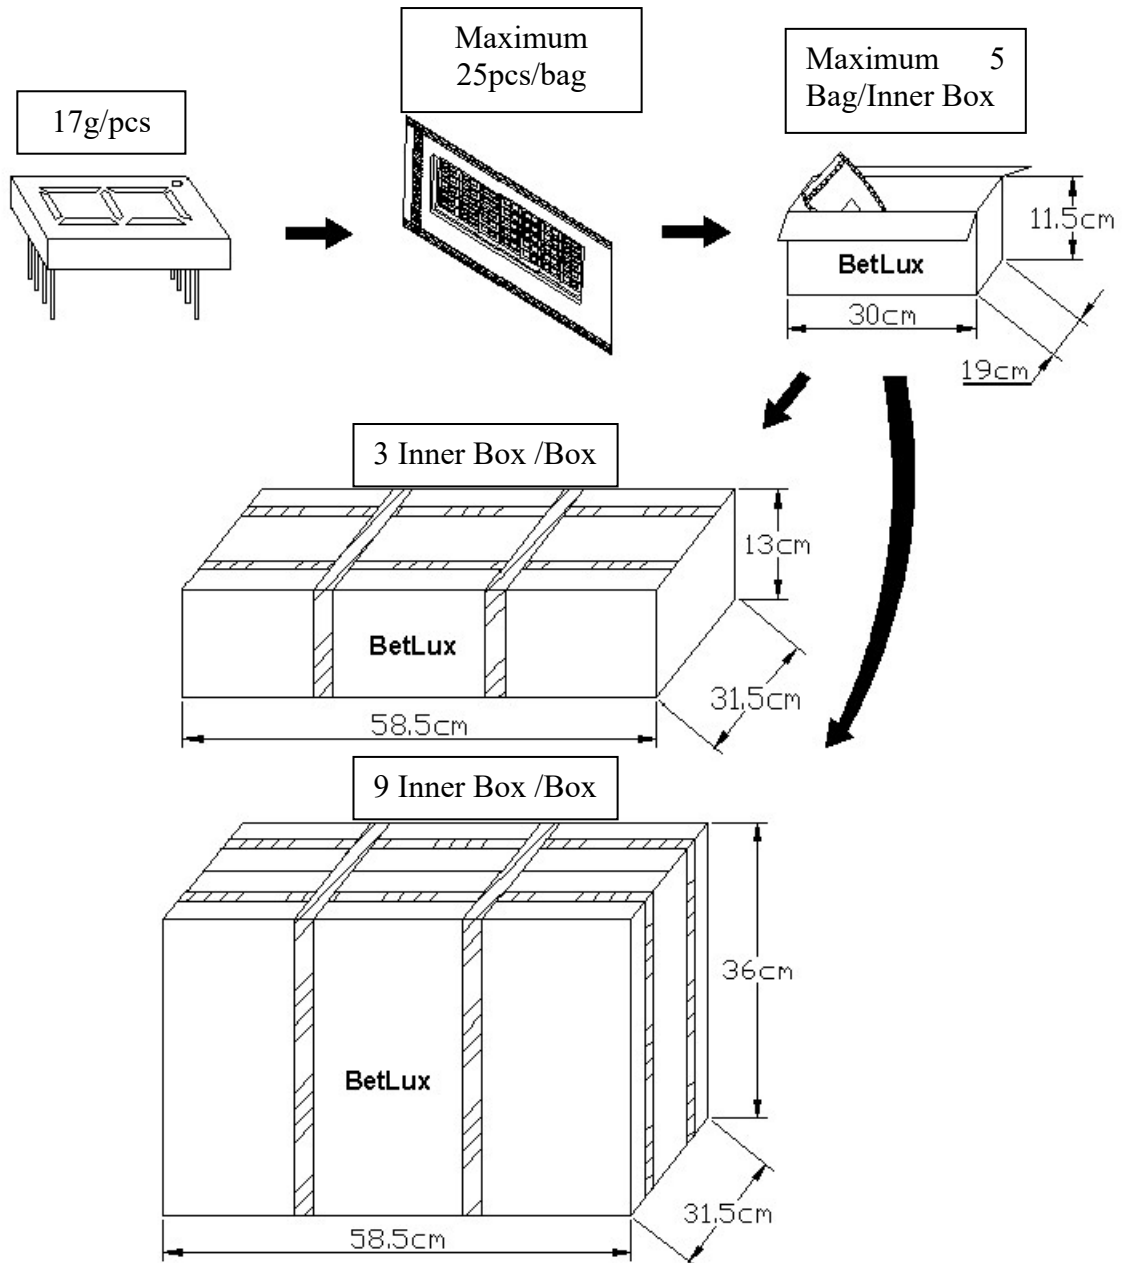 Maximum
25pcs/bag
Maximum 5
Bag/Inner Box
17g/pcs
11.5cm
BetLux
30cm
19cm
3 Inner Box /Box
13cm
BetLux
31.5cm
58.5cm
9 Inner Box /Box
36cm
BetLux
31.5cm
58.5cm